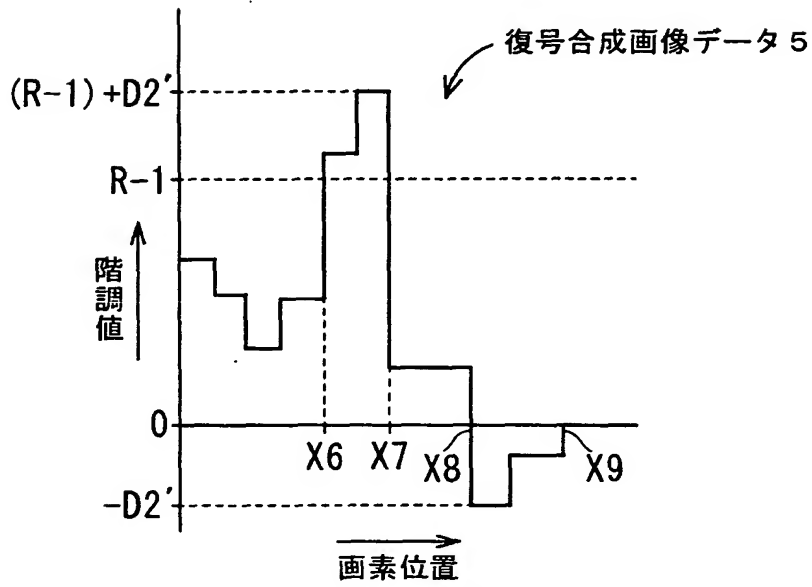 復号合成画像データ5
(R-1)+D2′
R-1
階調値
0
X6
X7
X8
X9
-D2′
画素位置